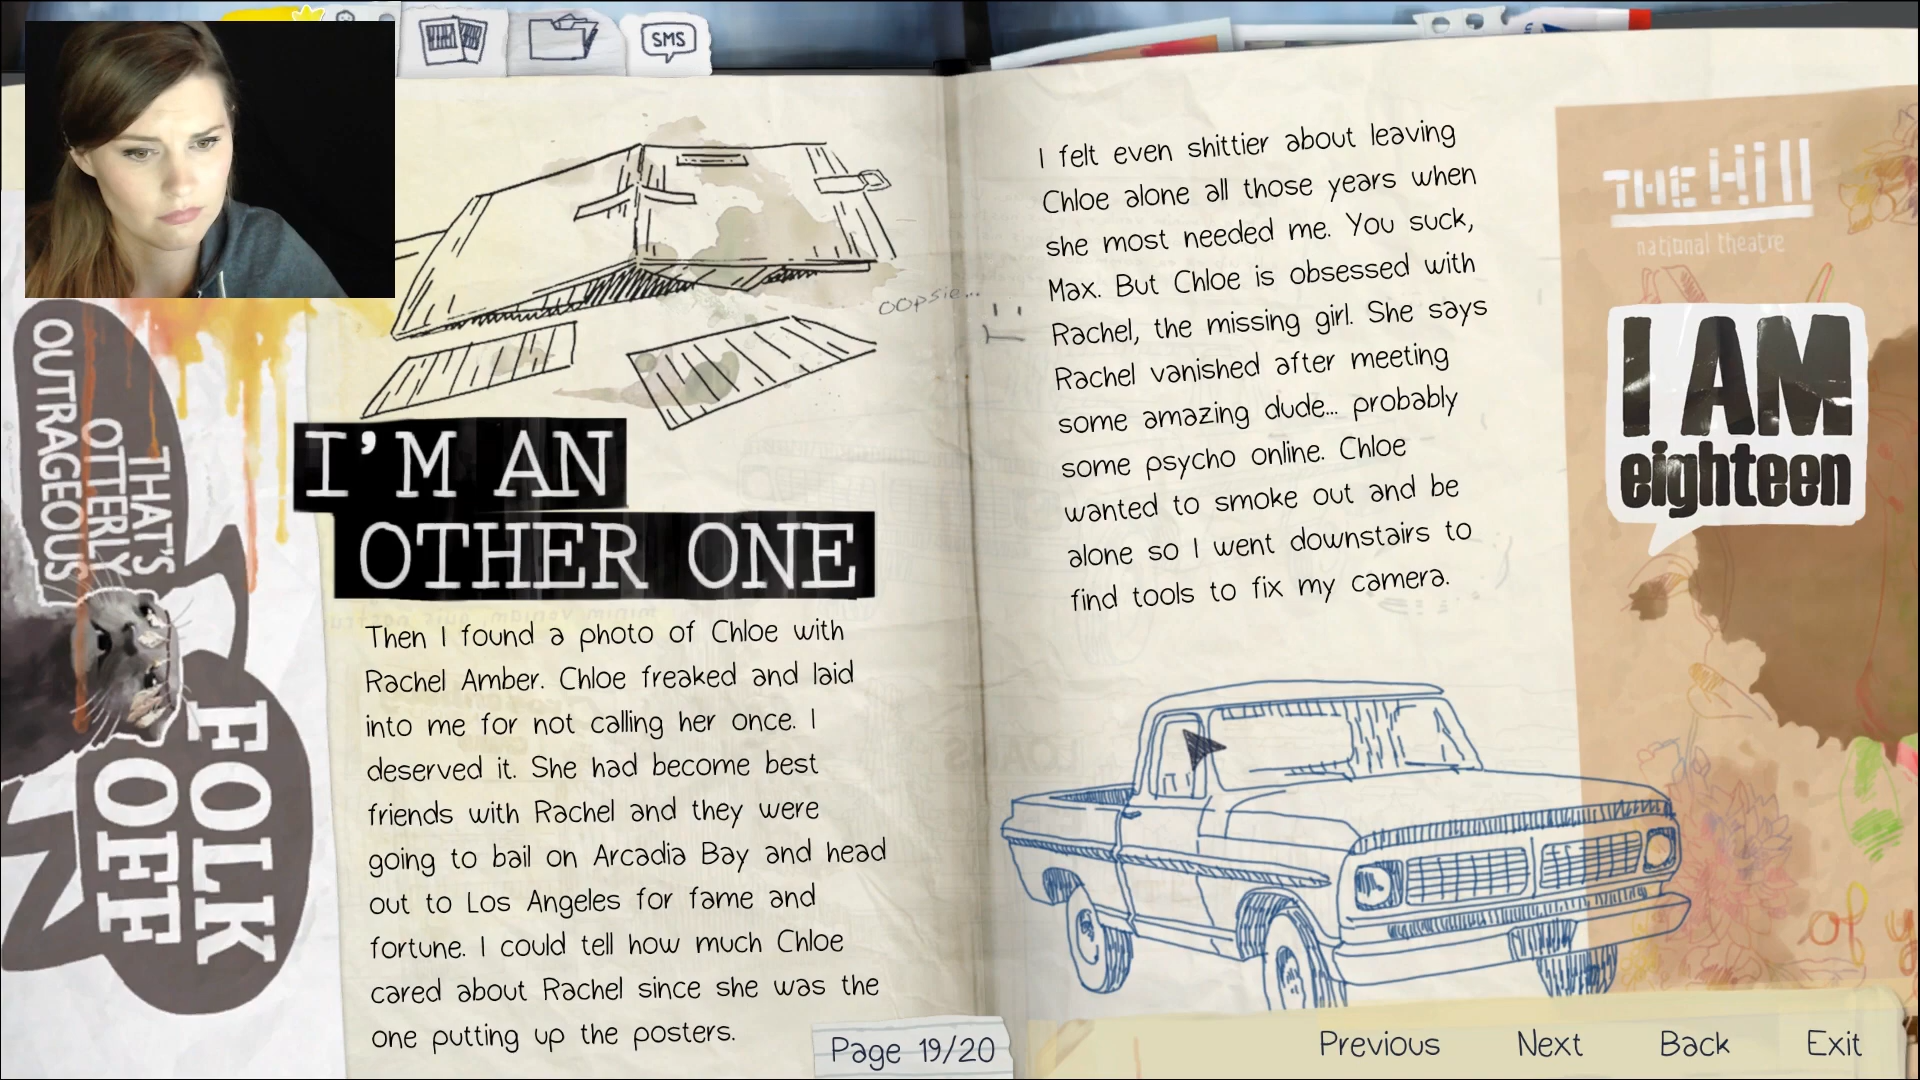 SMS
THAT'S
OTTERLY
OUTRAGEOUS
FOLK
OFF
oopsie...
I'M AN
OTHER ONE
Then I found a photo of Chloe with
Rachel Amber. Chloe freaked and laid
into me for not calling her once. I
deserved it. She had become best
friends with Rachel and they were
going to bail on Arcadia Bay and head
out to Los Angeles for fame and
fortune. I could tell how much Chloe
cared about Rachel since she was the
one putting up the posters.
Page 19/20
I felt even shittier about leaving
Chloe alone all those years when
she most needed me. You suck,
Max. But Chloe is obsessed with
Rachel, the missing girl. She says
Rachel vanished after meeting
some amazing dude... probably
some psycho online. Chloe
wanted to smoke out and be
alone so I went downstairs to
find tools to fix my camera.
THE Hill
national theatre
I AM
eighteen
of y
Previous Next Back Exit